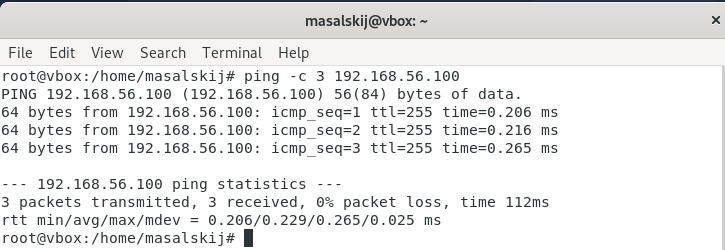 masalskij@vbox: ~
×
File Edit View Search Terminal Help
root@vbox:/home/masalskij# ping -c 3 192.168.56.100
PING 192.168.56.100 (192.168.56.100) 56(84) bytes of data.
64 bytes from 192.168.56.100: icmp_seq=1 ttl=255 time=0.206 ms
64 bytes from 192.168.56.100: icmp_seq=2 ttl=255 time=0.216 ms
64 bytes from 192.168.56.100: icmp_seq=3 ttl=255 time=0.265 ms
--- 192.168.56.100 ping statistics ---
3 packets transmitted, 3 received, 0% packet loss, time 112ms
rtt min/avg/max/mdev = 0.206/0.229/0.265/0.025 ms
root@vbox:/home/masalskij#